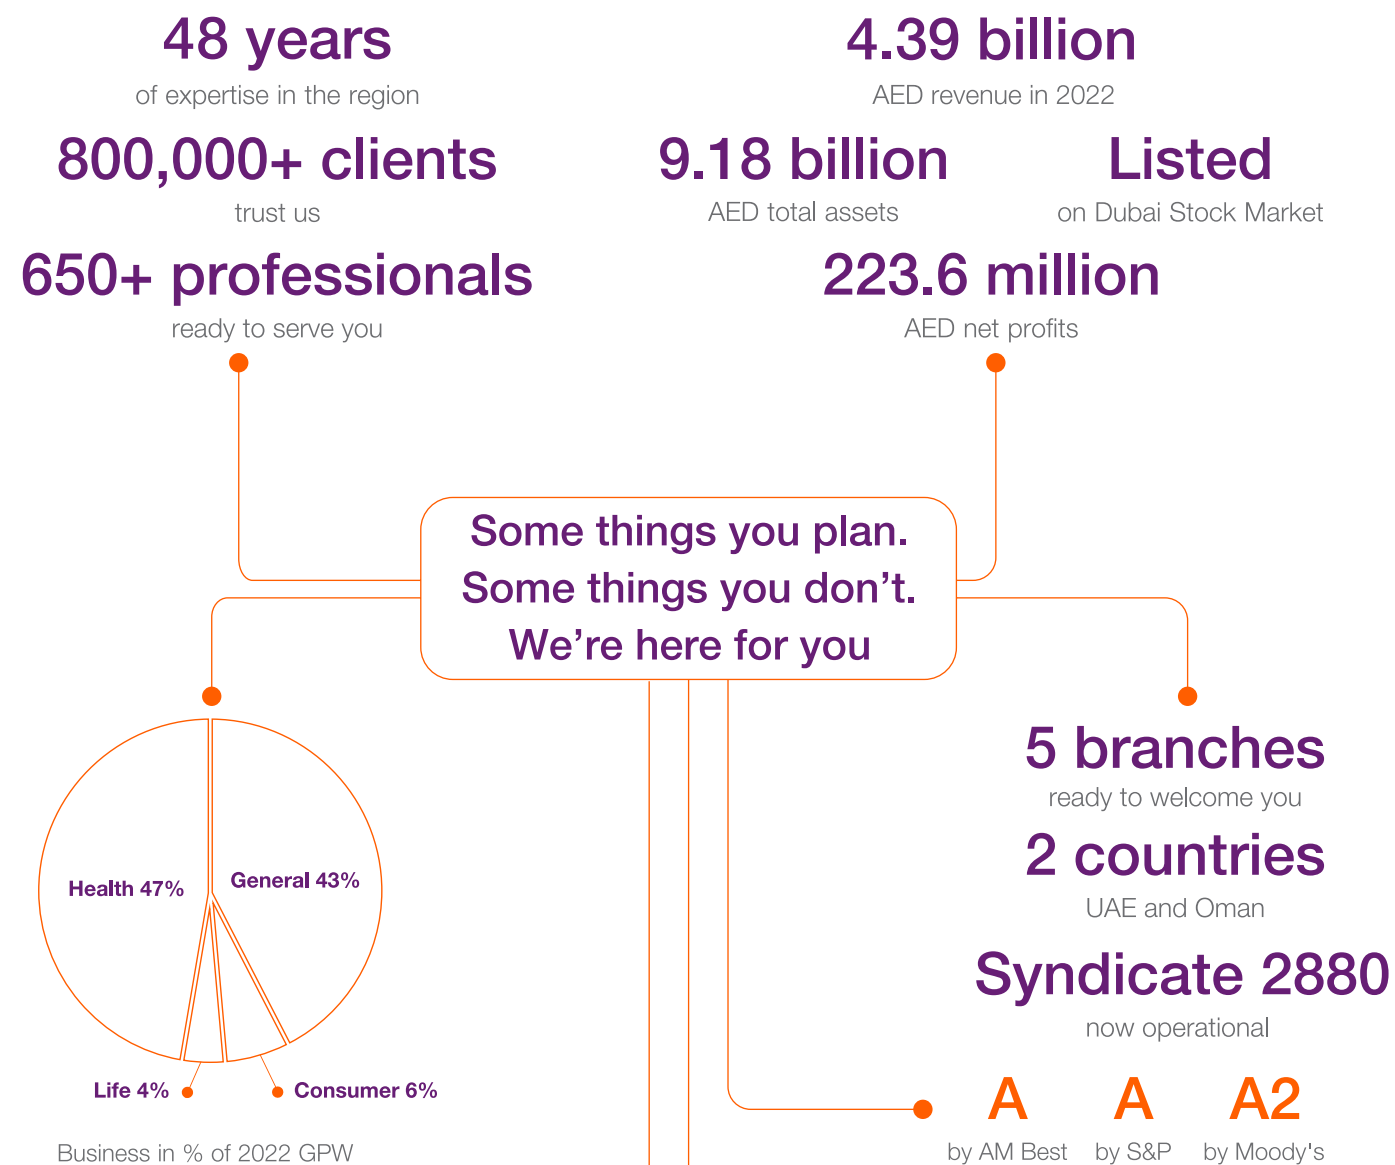 48 years
of expertise in the region
800,000+ clients
trust us
650+ professionals
ready to serve you
4.39 billion
AED revenue in 2022
9.18 billion
AED total assets
Listed
on Dubai Stock Market
223.6 million
AED net profits
Some things you plan.
Some things you don’t.
We’re here for you
Health 47%
General 43%
Life 4%
Consumer 6%
Business in % of 2022 GPW
5 branches
ready to welcome you
2 countries
UAE and Oman
Syndicate 2880
now operational
A
by AM Best
A
by S&P
A2
by Moody's